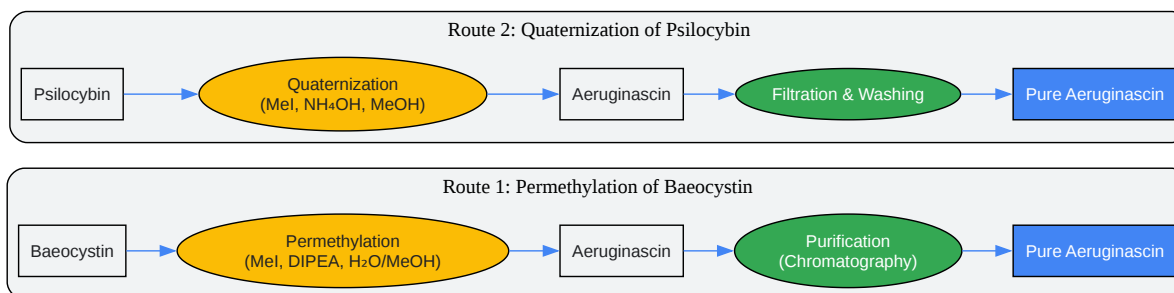 Route 2: Quaternization of Psilocybin
Psilocybin
Quaternization
(MeI, NH₄OH, MeOH)
Aeruginascin
Filtration & Washing
Pure Aeruginascin
Route 1: Permethylation of Baeocystin
Baeocystin
Permethylation
(MeI, DIPEA, H₂O/MeOH)
Aeruginascin
Purification
(Chromatography)
Pure Aeruginascin